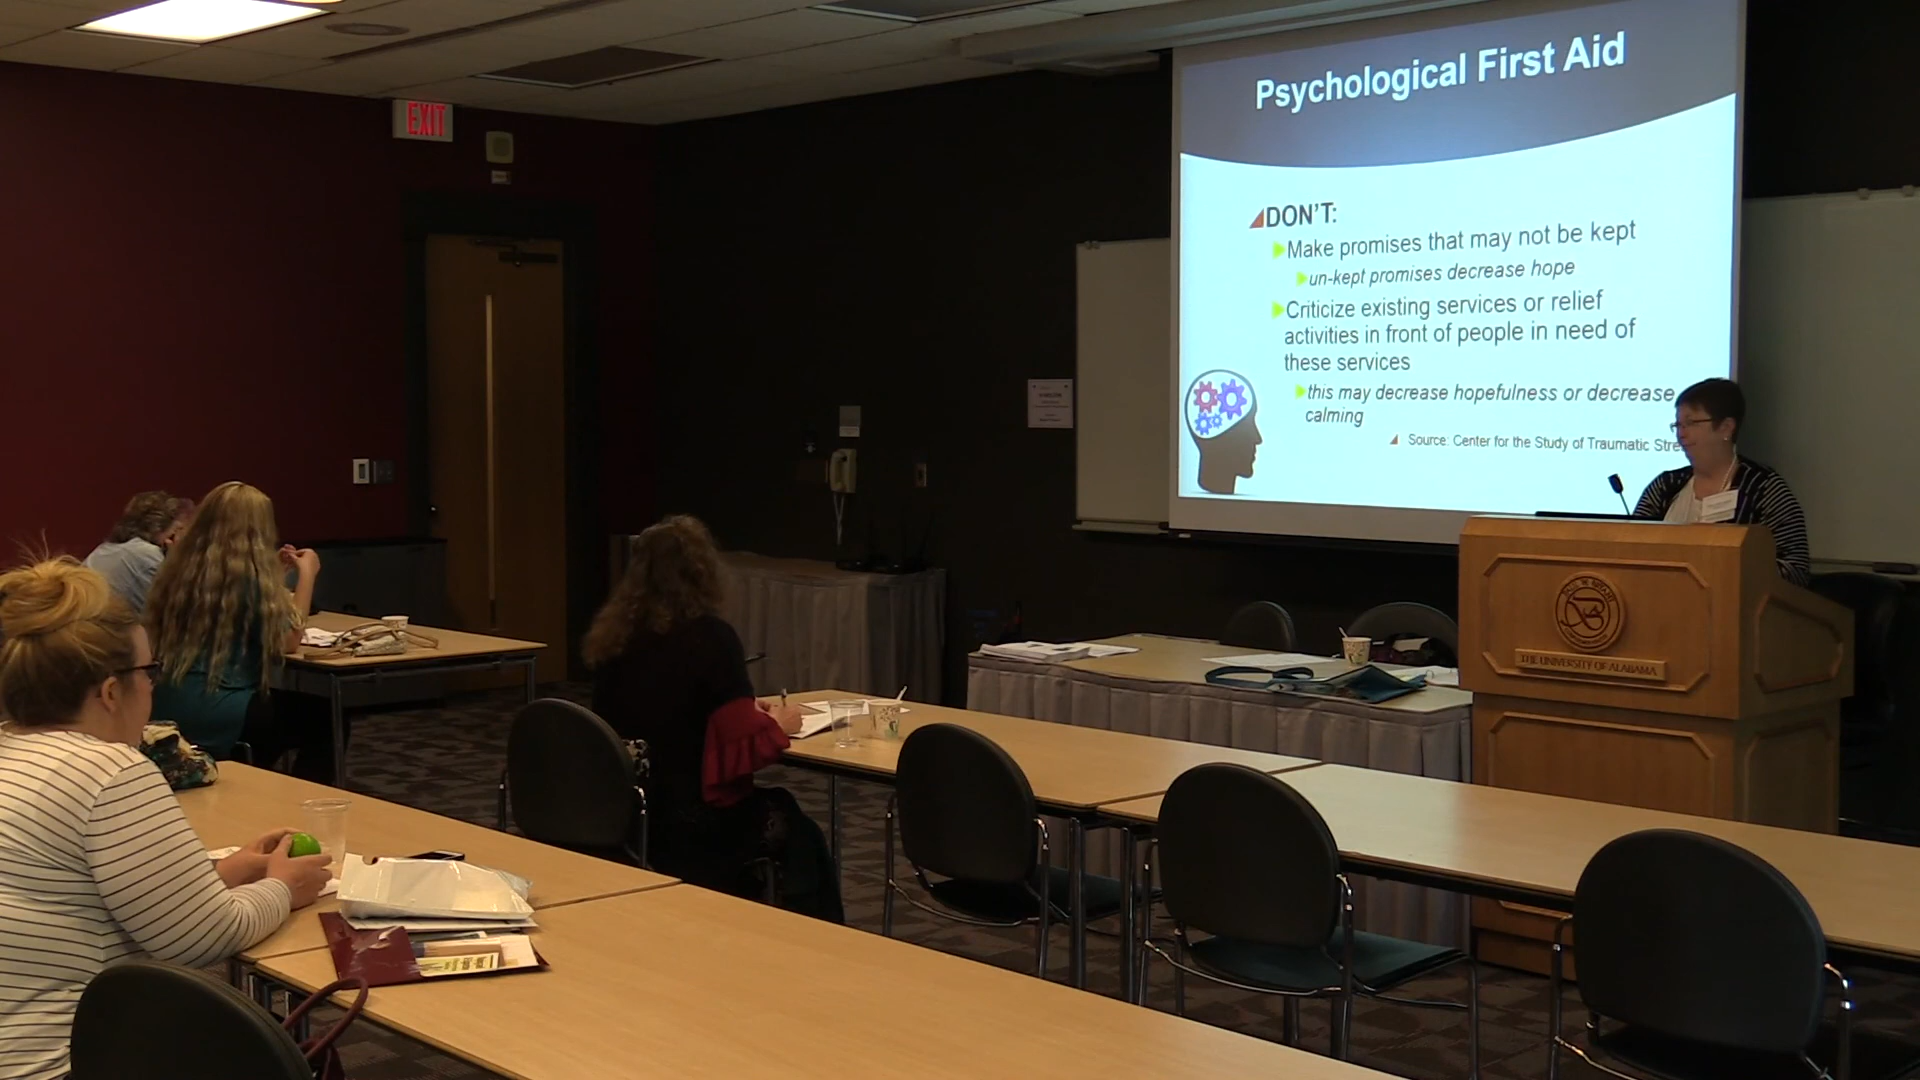 EXIT
Psychological First Aid
DON'T:
Make promises that may not be kept
un-kept promises decrease hope
Criticize existing services or relief
activities in front of people in need of
these services
this may decrease hopefulness or decrease
calming
Source: Center for the Study of Traumatic
THE UNIVERSITY OF ALABAMA